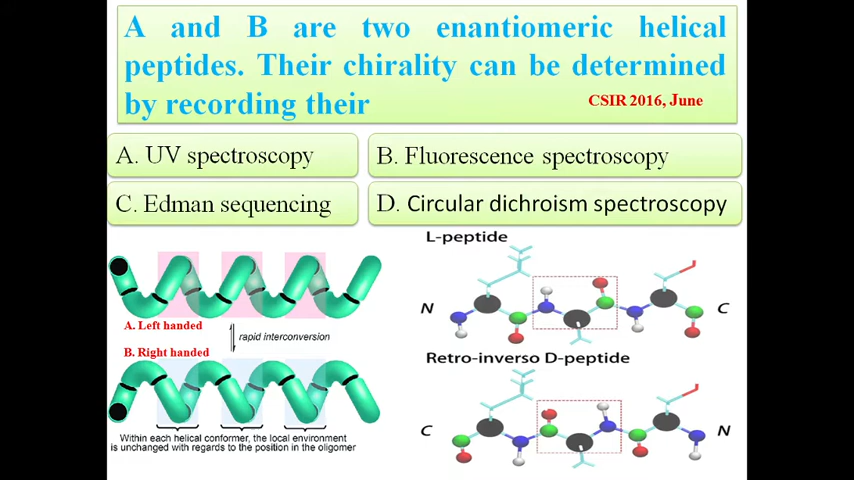 A and B are two enantiomeric helical
peptides. Their chirality can be determined
by recording their
CSIR 2016, June
A. UV spectroscopy
B. Fluorescence spectroscopy
C. Edman sequencing
D. Circular dichroism spectroscopy
L-peptide
N
C
A. Left handed
rapid interconversion
B. Right handed
Retro-inverso D-peptide
C
N
Within each helical conformer, the local environment
is unchanged with regards to the position in the oligomer